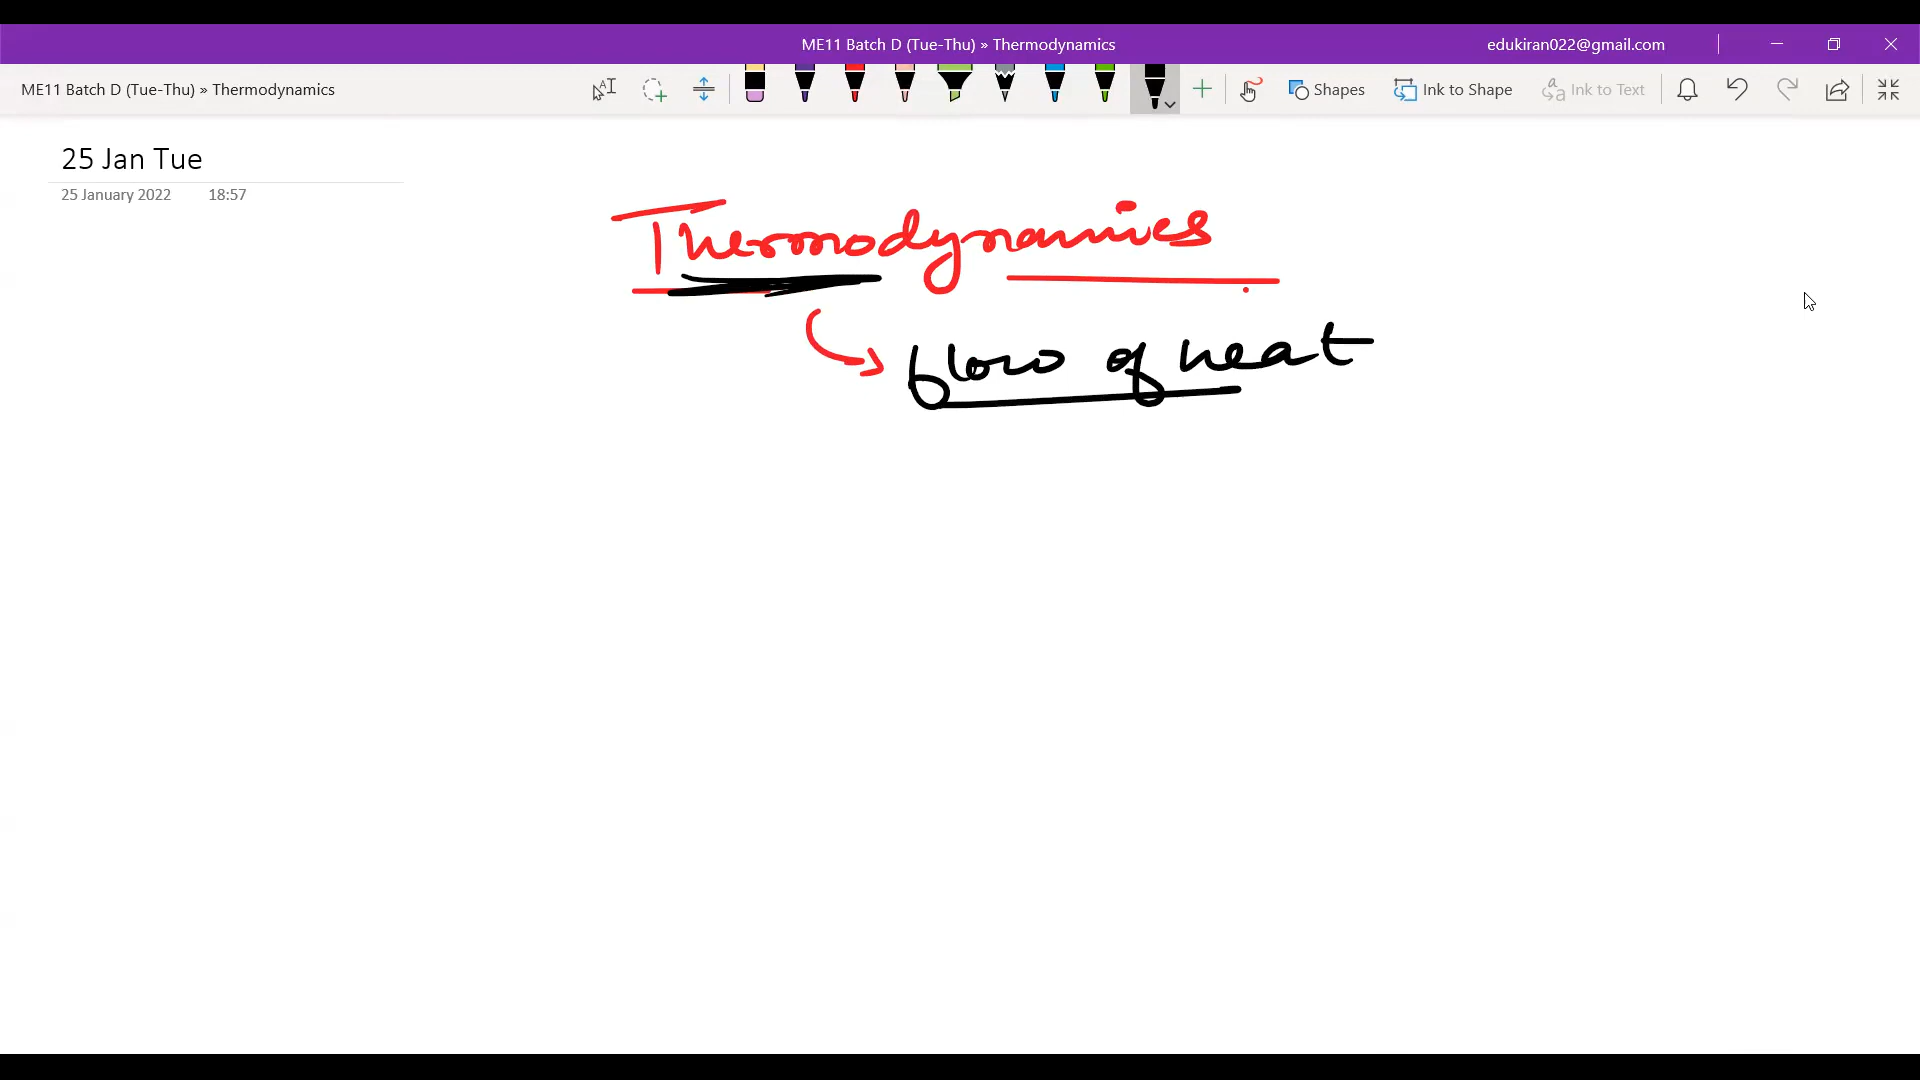 ME11 Batch D (Tue-Thu) » Thermodynamics
edukiran022@gmail.com
ME11 Batch D (Tue-Thu) » Thermodynamics
Shapes
Ink to Shape
Ink to Text
25 Jan Tue
25 January 2022 18:57
Thermodynamics
flow of heat